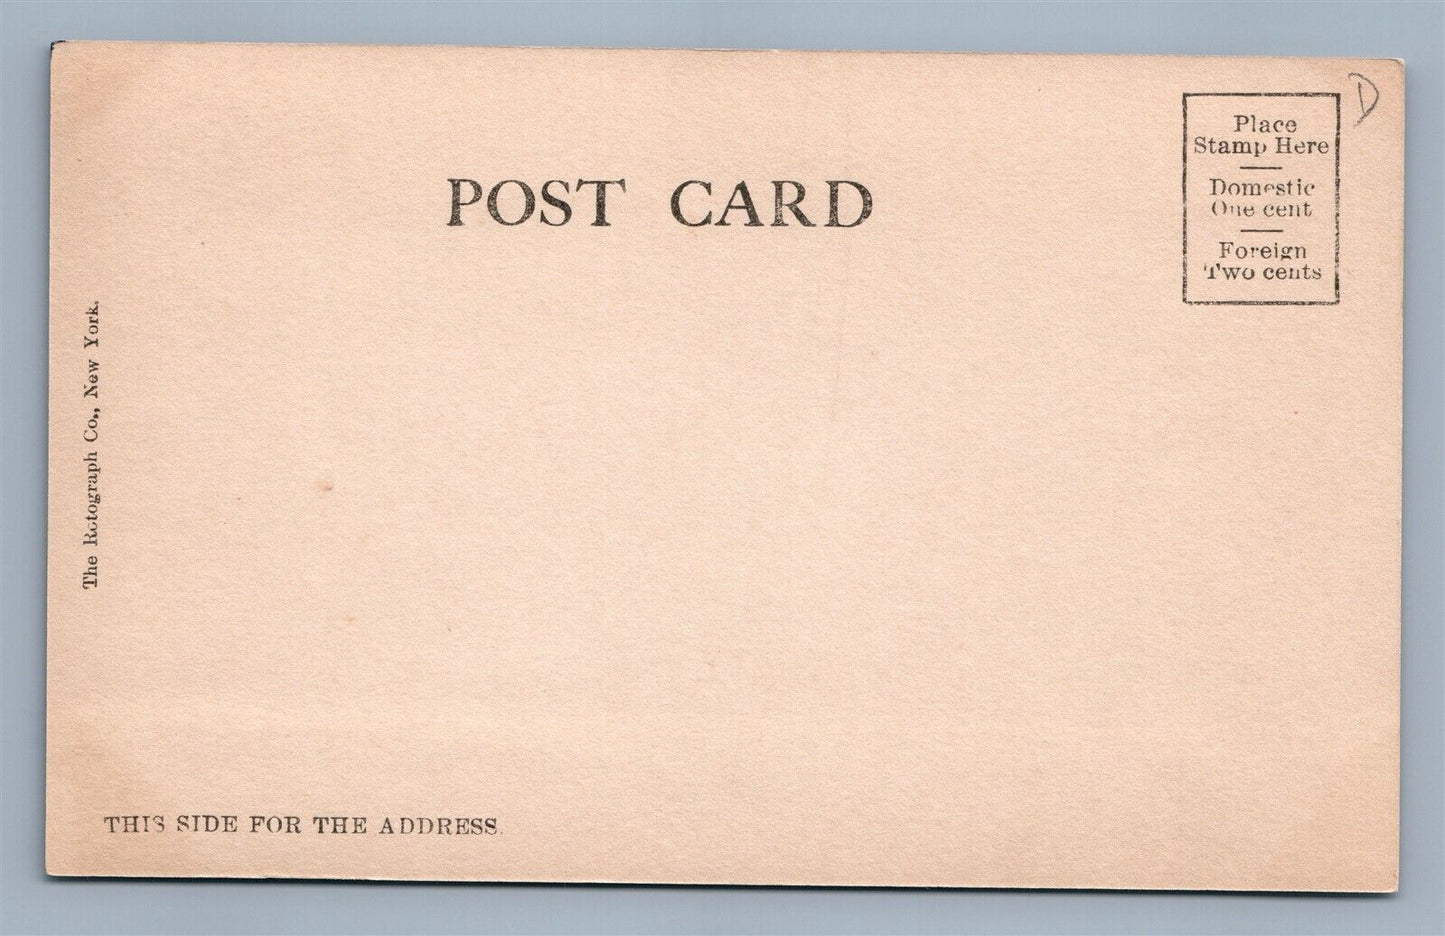 D
Place
Stamp Here
Domestic
One cent
Foreign
Two cents
POST CARD
The Rotograph Co., New York.
THIS SIDE FOR THE ADDRESS.